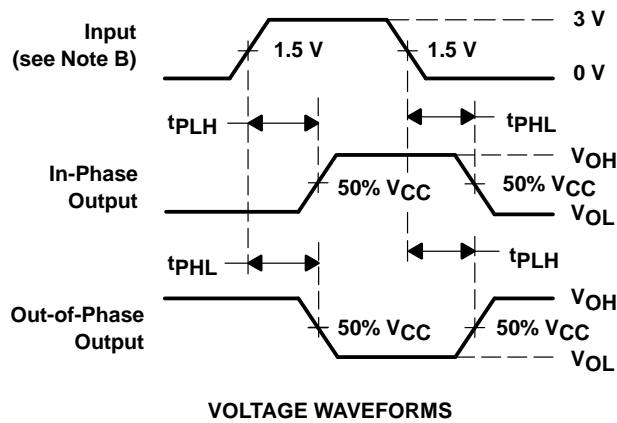 Input
(see Note B)
1.5 V
1.5 V
3 V
0 V
tPLH
tPHL
In-Phase
Output
50% VCC
50% VCC
VOH
VOL
tPHL
tPLH
Out-of-Phase
Output
50% VCC
50% VCC
VOH
VOL
VOLTAGE WAVEFORMS